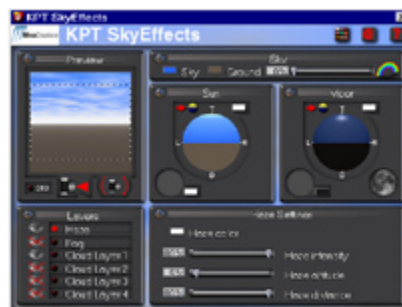 KPT SkyEffects
KPT SkyEffects
Preview
Sky
Sky
Ground
Sun
Moon
T
L
R
T
L
R
Layers
Haze
Fog
Cloud Layer 1
Cloud Layer 2
Cloud Layer 3
Cloud Layer 4
Haze Settings
Haze color
Haze intensity
Haze altitude
Haze distance